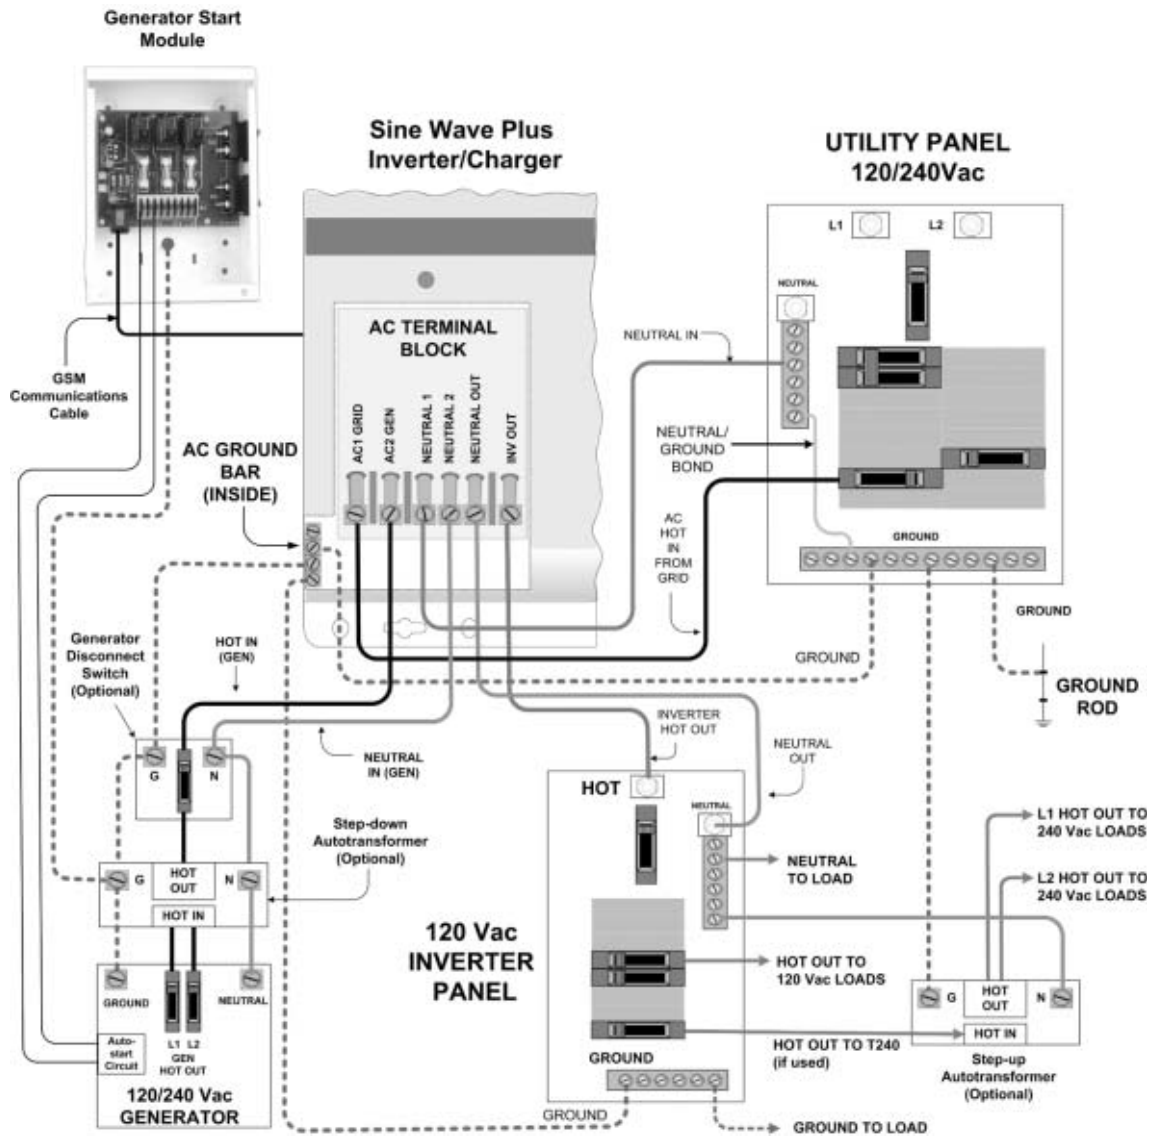 Generator Start
Module
Sine Wave Plus
Inverter/Charger
UTILITY PANEL
120/240Vac
L1
L2
NEUTRAL
AC TERMINAL
BLOCK
NEUTRAL IN
GSM
Communications
Cable
AC1 GRID
AC2 GEN
NEUTRAL 1
NEUTRAL 2
NEUTRAL OUT
INV OUT
NEUTRAL/
GROUND
BOND
AC GROUND
BAR
(INSIDE)
AC
HOT
IN
FROM
GRID
GROUND
GROUND
GROUND
GROUND
ROD
Generator
Disconnect
Switch
(Optional)
HOT IN
(GEN)
NEUTRAL
IN (GEN)
INVERTER
HOT OUT
NEUTRAL
OUT
G
N
HOT
NEUTRAL
Step-down
Autotransformer
(Optional)
G
HOT
OUT
N
HOT IN
NEUTRAL
TO LOAD
L1 HOT OUT TO
240 Vac LOADS
L2 HOT OUT TO
240 Vac LOADS
120 Vac
INVERTER
PANEL
HOT OUT TO
120 Vac LOADS
GROUND
NEUTRAL
L1 L2
GEN
HOT OUT
Auto-
start
Circuit
120/240 Vac
GENERATOR
G
HOT
OUT
N
HOT IN
HOT OUT TO T240
(if used)
Step-up
Autotransformer
(Optional)
GROUND
GROUND
GROUND TO LOAD